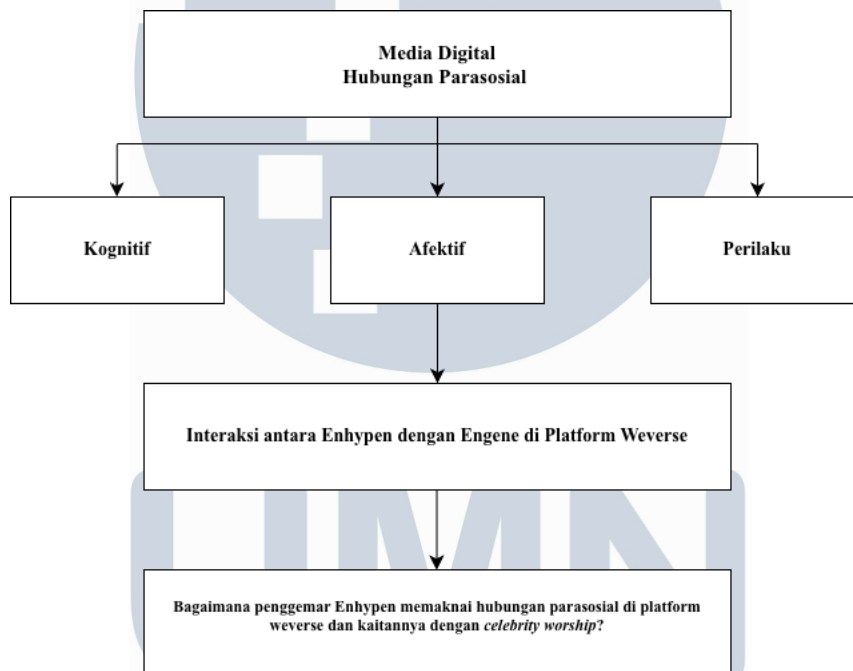 Media Digital
Hubungan Parasosial
Kognitif
Afektif
Perilaku
Interaksi antara Enhypen dengan Engene di Platform Weverse
UMN
Bagaimana penggemar Enhypen memaknai hubungan parasosial di platform
weverse dan kaitannya dengan celebrity worship?